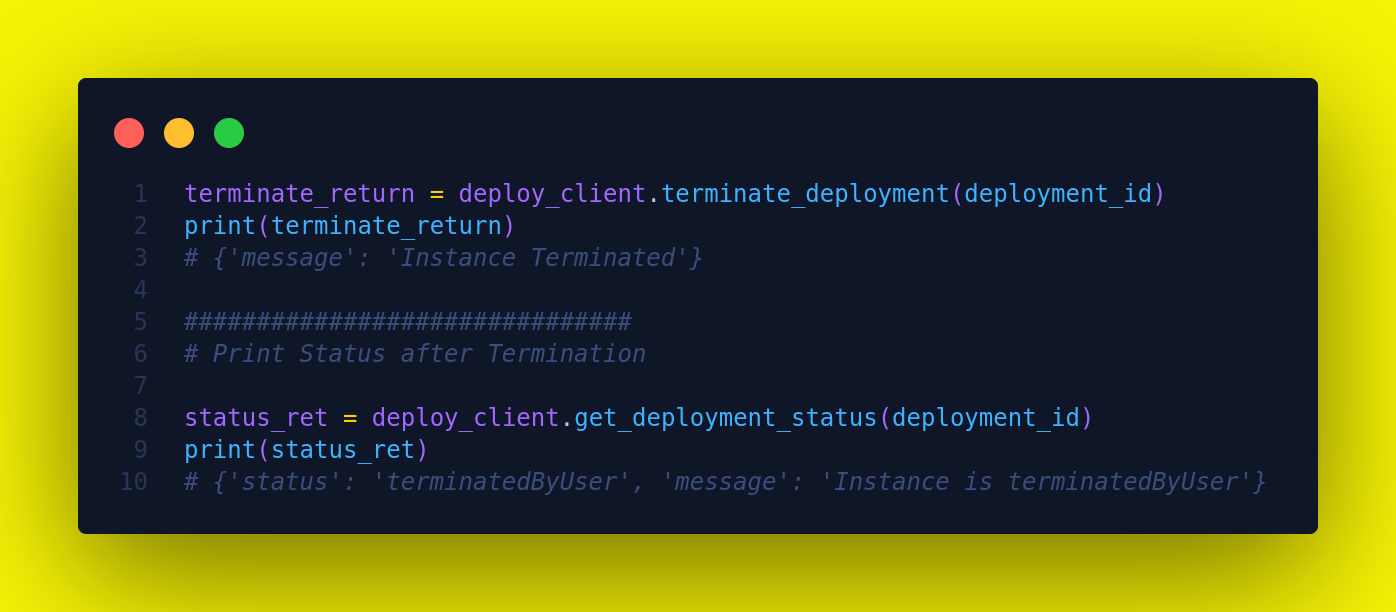 1 terminate_return = deploy_client.terminate_deployment(deployment_id)
2 print(terminate_return)
3 # {'message': 'Instance Terminated'}
4
5 ###############################
6 # Print Status after Termination
7
8 status_ret = deploy_client.get_deployment_status(deployment_id)
9 print(status_ret)
10 # {'status': 'terminatedByUser', 'message': 'Instance is terminatedByUser'}